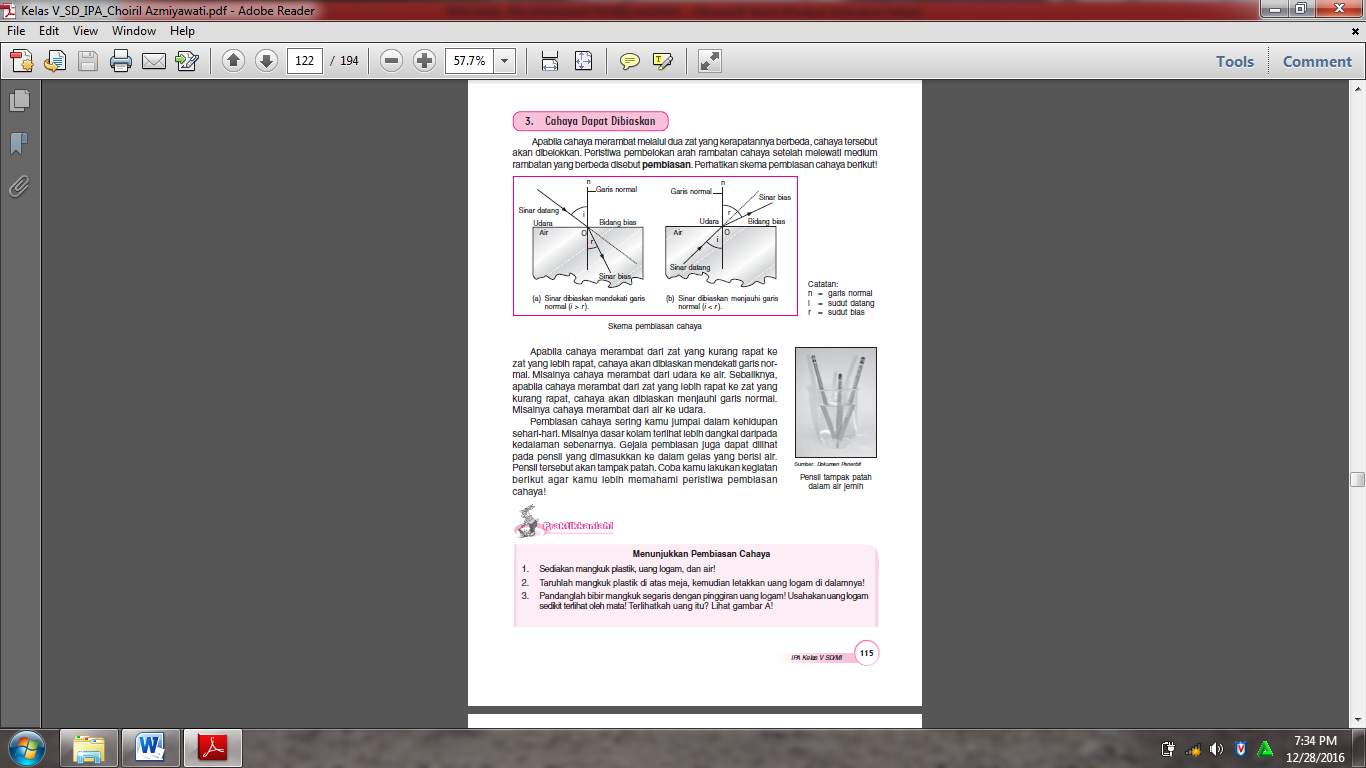 Kelas V_SD_IPA_Choiril Azmiyawati.pdf - Adobe Reader
File Edit View Window Help
122 / 194
57.7%
Tools Comment
3. Cahaya Dapat Dibiaskan
Apabila cahaya merambat melalui dua zat yang kerapatannya berbeda, cahaya tersebut
akan dibelokkan. Peristiwa pembelokan arah rambatan cahaya setelah melewati medium
rambatan yang berbeda disebut pembiasan. Perhatikan skema pembiasan cahaya berikut!
n
Garis normal
Sinar datang
i
Udara
Bidang bias
Air
O
r
Sinar bias
(a) Sinar dibiaskan mendekati garis
normal (i > r).
n
Garis normal
Sinar bias
r
Udara
Bidang bias
Air
O
i
Sinar datang
(b) Sinar dibiaskan menjauhi garis
normal (i < r).
Catatan:
n = garis normal
i = sudut datang
r = sudut bias
Skema pembiasan cahaya
Apabila cahaya merambat dari zat yang kurang rapat ke
zat yang lebih rapat, cahaya akan dibiaskan mendekati garis nor-
mal. Misalnya cahaya merambat dari udara ke air. Sebaliknya,
apabila cahaya merambat dari zat yang lebih rapat ke zat yang
kurang rapat, cahaya akan dibiaskan menjauhi garis normal.
Misalnya cahaya merambat dari air ke udara.
Pembiasan cahaya sering kamu jumpai dalam kehidupan
sehari-hari. Misalnya dasar kolam terlihat lebih dangkal daripada
kedalaman sebenarnya. Gejala pembiasan juga dapat dilihat
pada pensil yang dimasukkan ke dalam gelas yang berisi air.
Pensil tersebut akan tampak patah. Coba kamu lakukan kegiatan
berikut agar kamu lebih memahami peristiwa pembiasan
cahaya!
Sumber: Dokumen Penerbit
Pensil tampak patah
dalam air jernih
Praktikkanlah!
Menunjukkan Pembiasan Cahaya
1. Sediakan mangkuk plastik, uang logam, dan air!
2. Taruhlah mangkuk plastik di atas meja, kemudian letakkan uang logam di dalamnya!
3. Pandanglah bibir mangkuk segaris dengan pinggiran uang logam! Usahakan uang logam
sedikit terlihat oleh mata! Terlihatkah uang itu? Lihat gambar A!
IPA Kelas V SD/MI
115
7:34 PM
12/28/2016